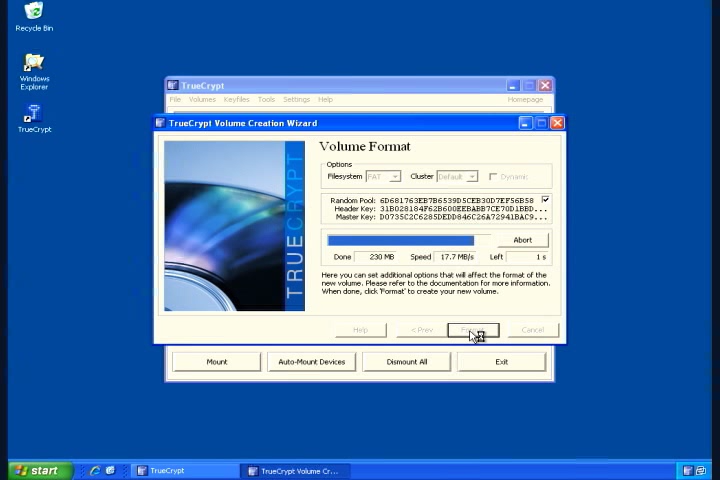 Recycle Bin
Windows
Explorer
TrueCrypt
TrueCrypt
File Volumes Keyfiles Tools Settings Help Homepage
TrueCrypt Volume Creation Wizard
TRUECRYPT
Volume Format
Options
Filesystem FAT Cluster Default Dynamic
Random Pool: 6D681763EB7B6539D5CEB30D7EF56B58
Header Key: 31B028184F62B600EEBABB7CE70D1BBD...
Master Key: D0735C2C6285DEDD846C26A72941BAC9...
Abort
Done 230 MB Speed 17.7 MB/s Left 1 s
Here you can set additional options that will affect the format of the
new volume. Please refer to the documentation for more information.
When done, click 'Format' to create your new volume.
Help < Prev Cancel
Mount Auto-Mount Devices Dismount All Exit
start TrueCrypt TrueCrypt Volume Cr...